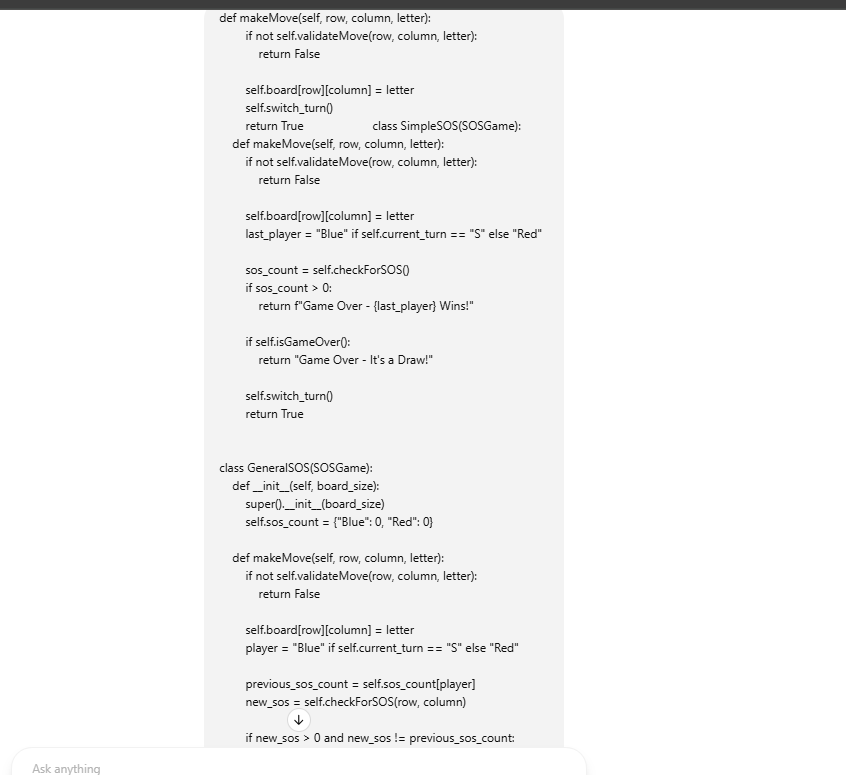 def makeMove(self, row, column, letter):
if not self.validateMove(row, column, letter):
return False
self.board[row][column] = letter
self.switch_turn()
return True                    class SimpleSOS(SOSGame):
def makeMove(self, row, column, letter):
if not self.validateMove(row, column, letter):
return False
self.board[row][column] = letter
last_player = "Blue" if self.current_turn == "S" else "Red"
sos_count = self.checkForSOS()
if sos_count > 0:
return f"Game Over - {last_player} Wins!"
if self.isGameOver():
return "Game Over - It's a Draw!"
self.switch_turn()
return True
class GeneralSOS(SOSGame):
def __init__(self, board_size):
super().__init__(board_size)
self.sos_count = {"Blue": 0, "Red": 0}
def makeMove(self, row, column, letter):
if not self.validateMove(row, column, letter):
return False
self.board[row][column] = letter
player = "Blue" if self.current_turn == "S" else "Red"
previous_sos_count = self.sos_count[player]
new_sos = self.checkForSOS(row, column)
if new_sos > 0 and new_sos != previous_sos_count:
Ask anything